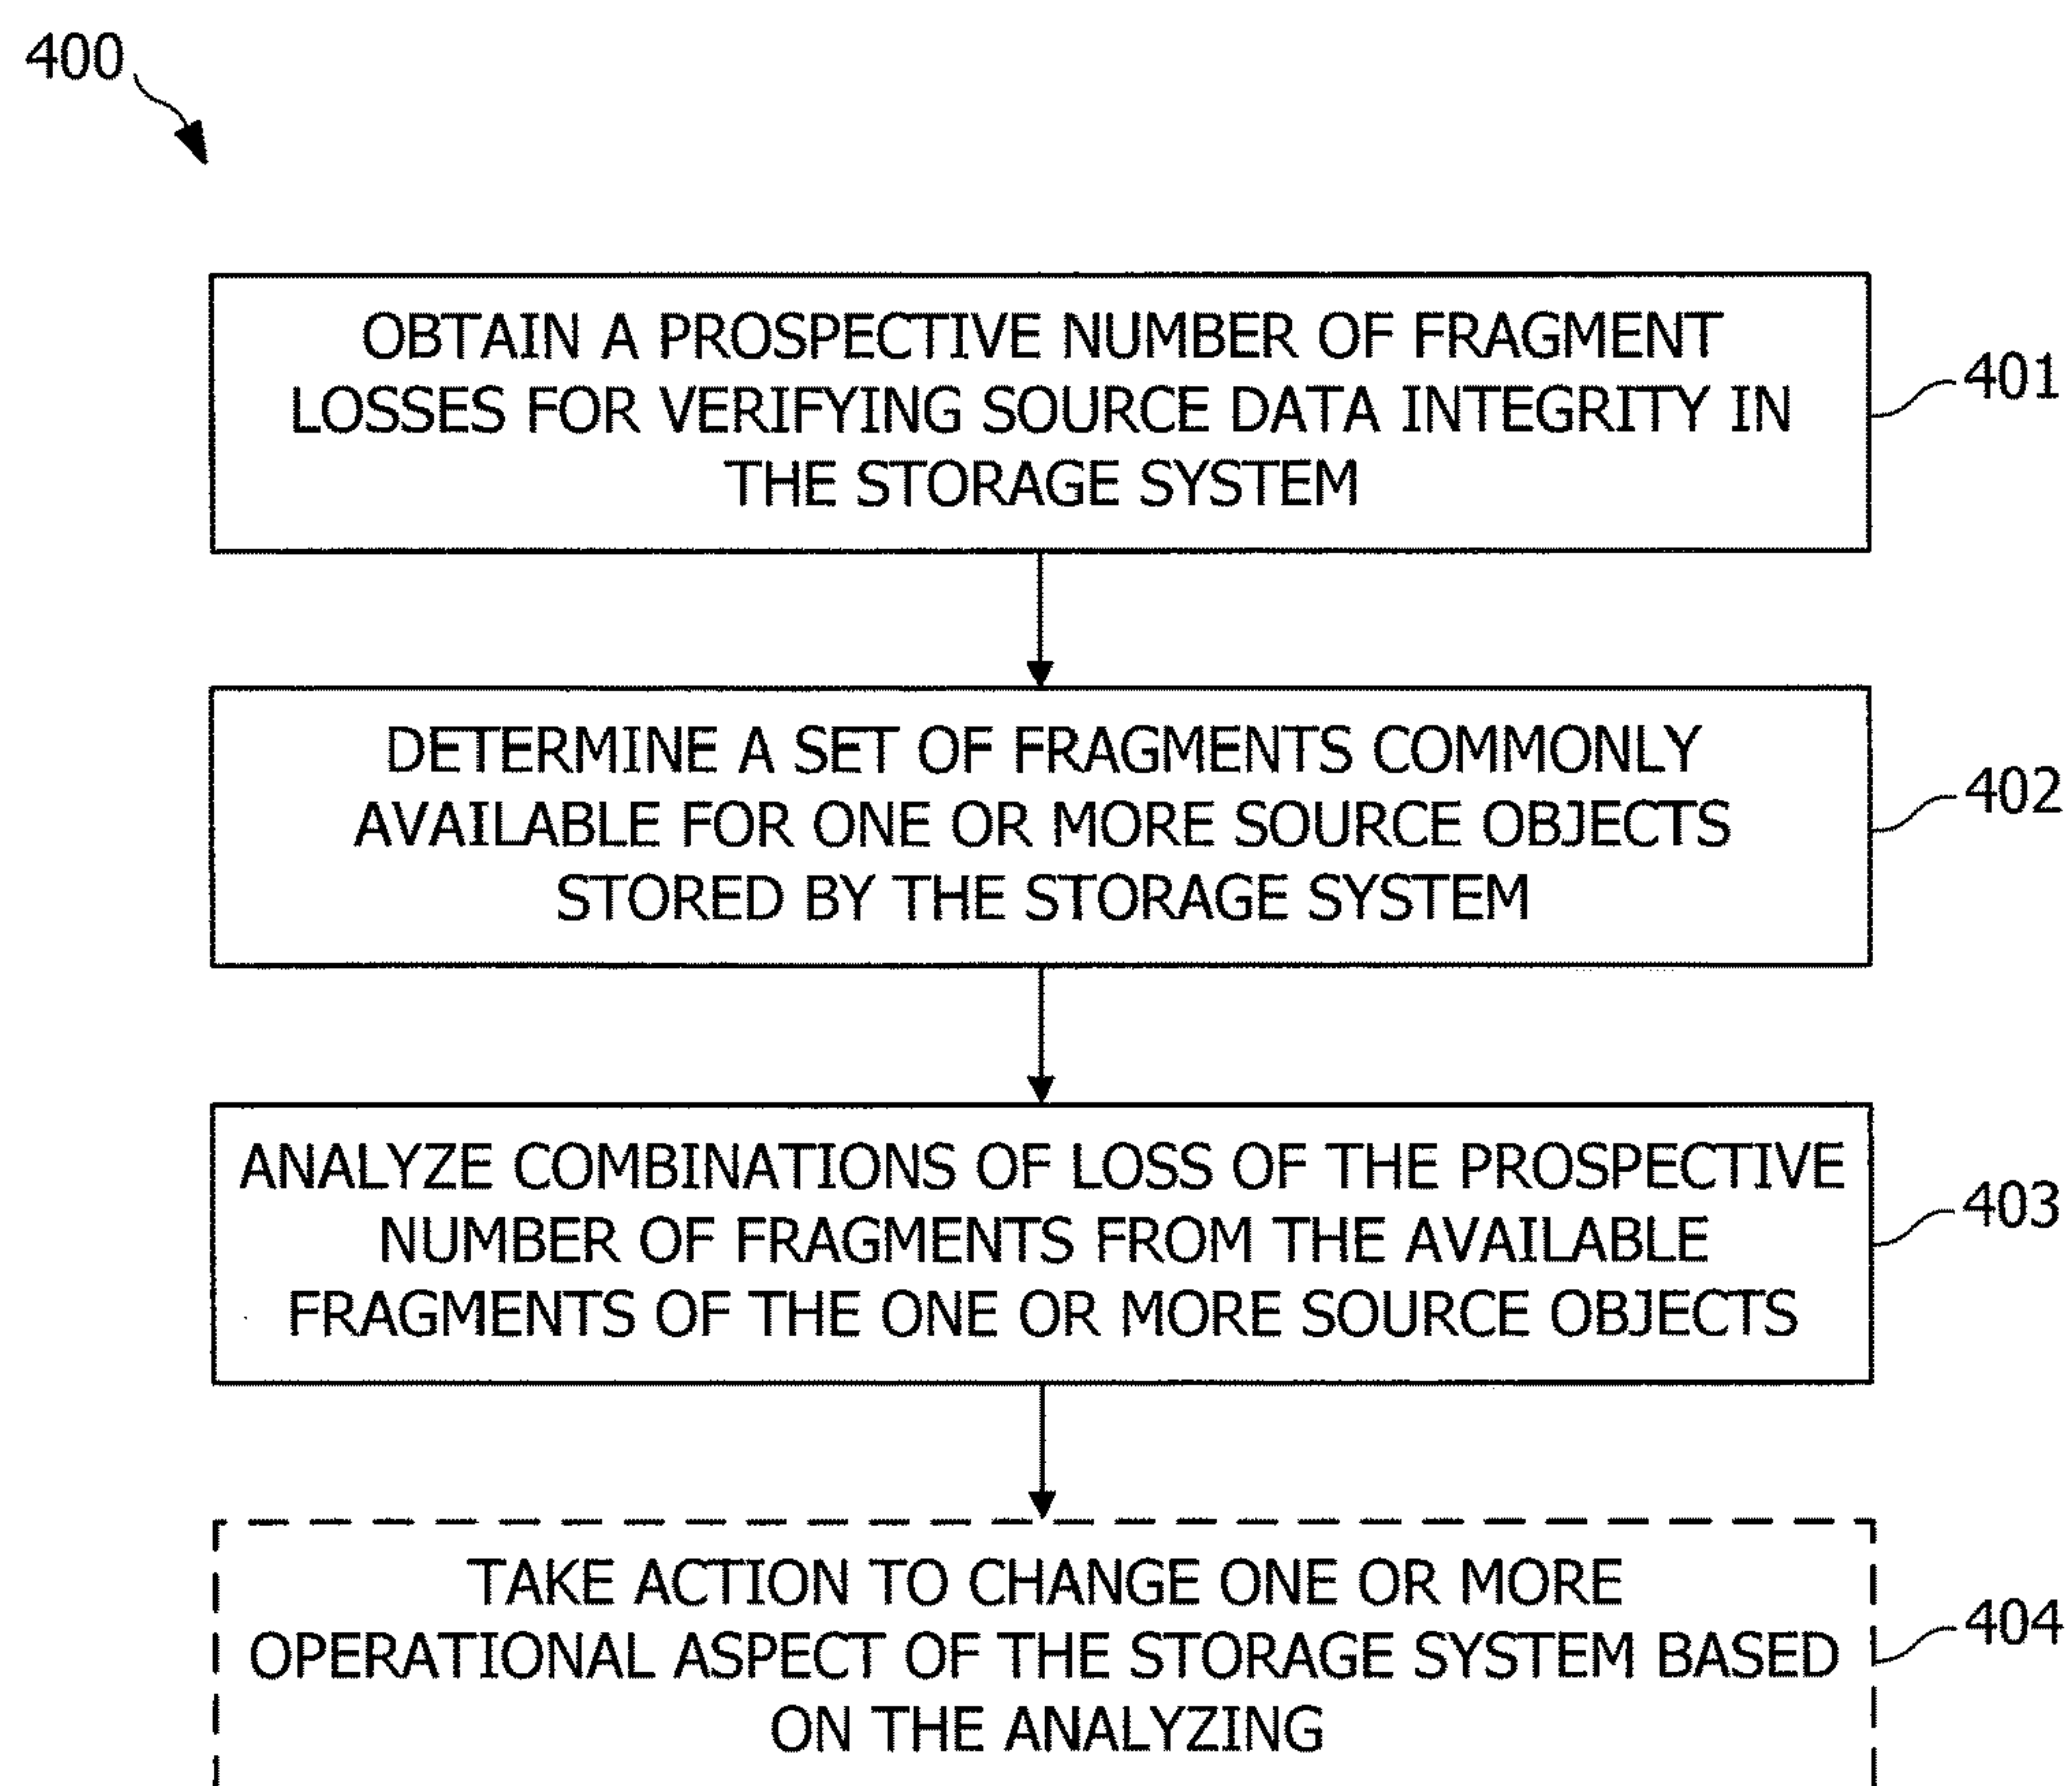 400
OBTAIN A PROSPECTIVE NUMBER OF FRAGMENT
LOSSES FOR VERIFYING SOURCE DATA INTEGRITY IN
THE STORAGE SYSTEM
401
DETERMINE A SET OF FRAGMENTS COMMONLY
AVAILABLE FOR ONE OR MORE SOURCE OBJECTS
STORED BY THE STORAGE SYSTEM
402
ANALYZE COMBINATIONS OF LOSS OF THE PROSPECTIVE
NUMBER OF FRAGMENTS FROM THE AVAILABLE
FRAGMENTS OF THE ONE OR MORE SOURCE OBJECTS
403
TAKE ACTION TO CHANGE ONE OR MORE
OPERATIONAL ASPECT OF THE STORAGE SYSTEM BASED
ON THE ANALYZING
404